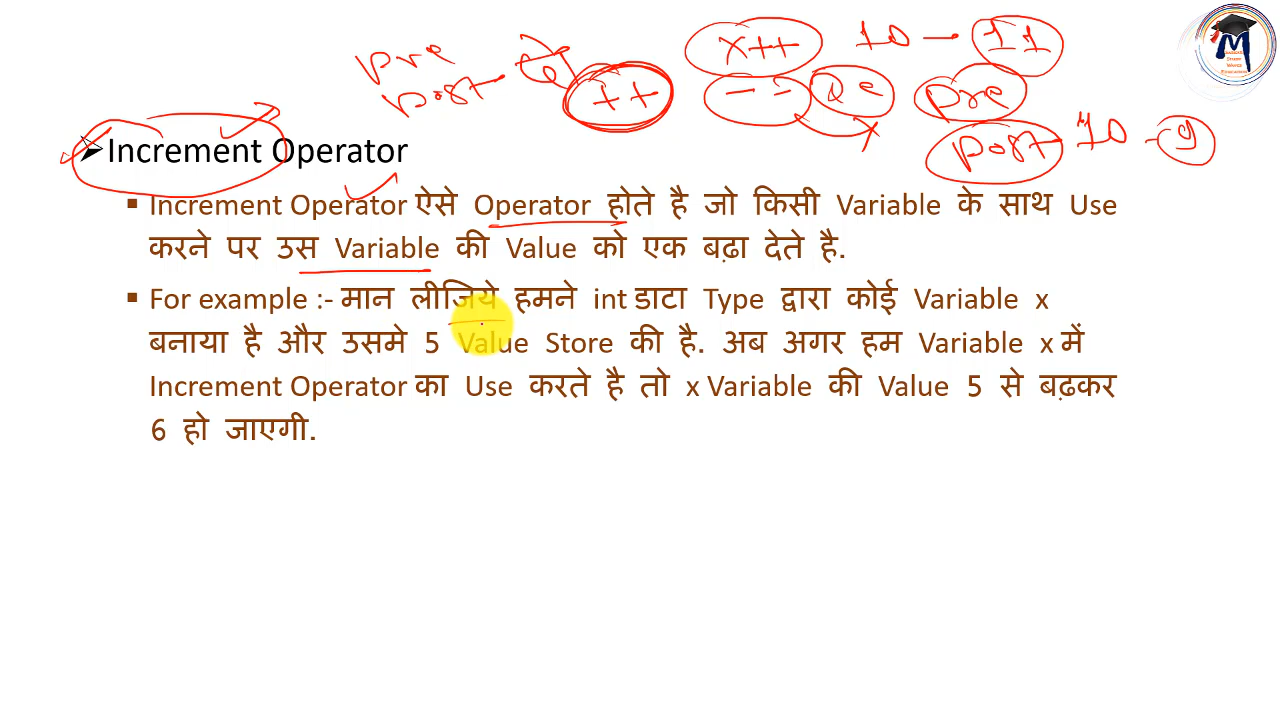 pre
post
दो
++
x++
10 - 11
--
De
pre
x
post
10 - 9
Increment Operator
Increment Operator ऐसे Operator होते है जो किसी Variable के साथ Use
करने पर उस Variable की Value को एक बढ़ा देते है.
For example :- मान लीजिये हमने int डाटा Type द्वारा कोई Variable x
बनाया है और उसमे 5 Value Store की है. अब अगर हम Variable x में
Increment Operator का Use करते है तो x Variable की Value 5 से बढ़कर
6 हो जाएगी.